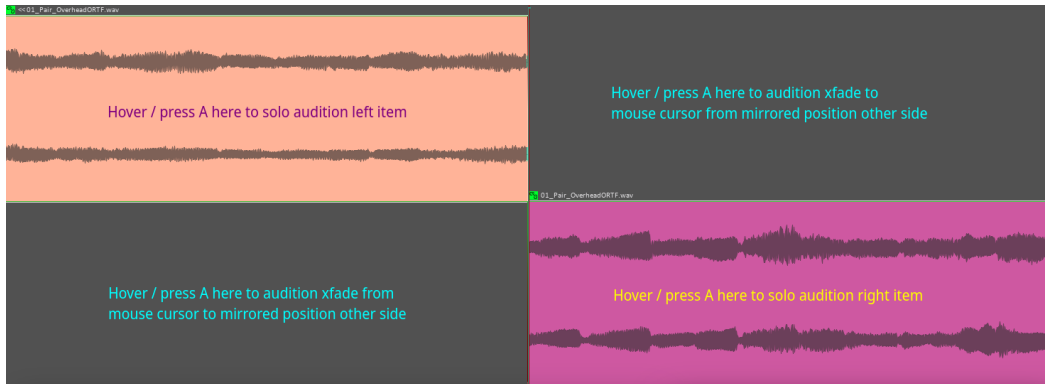 <<01_Pair_OverheadORTF.wav
Hover / press A here to solo audition left item
Hover / press A here to audition xfade to
mouse cursor from mirrored position other side
01_Pair_OverheadORTF.wav
Hover / press A here to audition xfade from
mouse cursor to mirrored position other side
Hover / press A here to solo audition right item